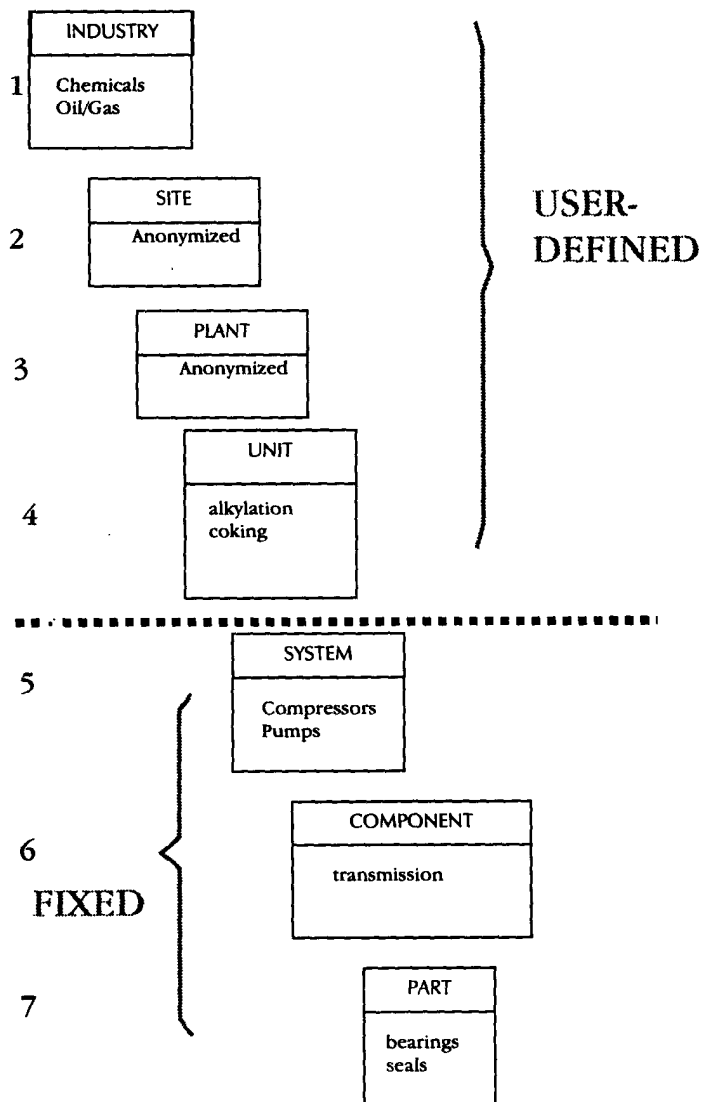 INDUSTRY
1
Chemicals
Oil/Gas
SITE
2
Anonymized
USER-
DEFINED
PLANT
3
Anonymized
UNIT
4
alkylation
coking
SYSTEM
5
Compressors
Pumps
COMPONENT
6
transmission
FIXED
PART
7
bearings
seals